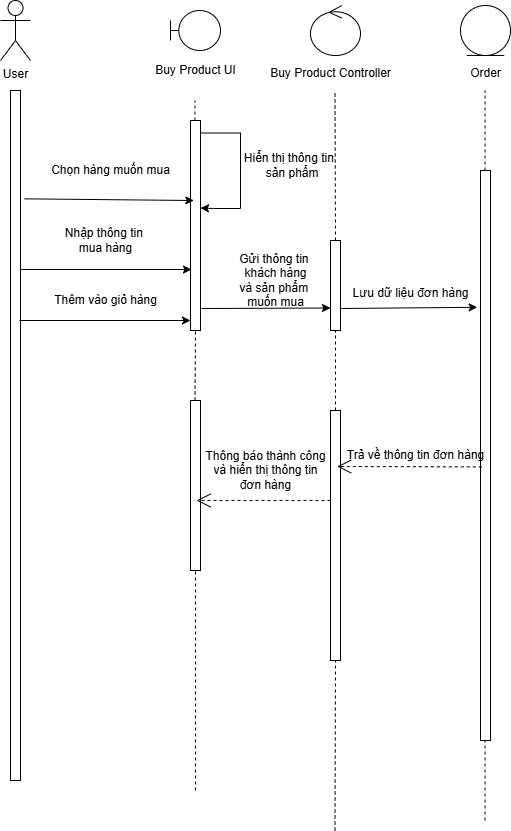 User
Buy Product UI
Buy Product Controller
Order
Hiển thị thông tin
sản phẩm
Chọn hàng muốn mua
Nhập thông tin
mua hàng
Gửi thông tin
khách hàng
và sản phẩm
muốn mua
Thêm vào giỏ hàng
Lưu dữ liệu đơn hàng
Trả về thông tin đơn hàng
Thông báo thành công
và hiển thị thông tin
đơn hàng